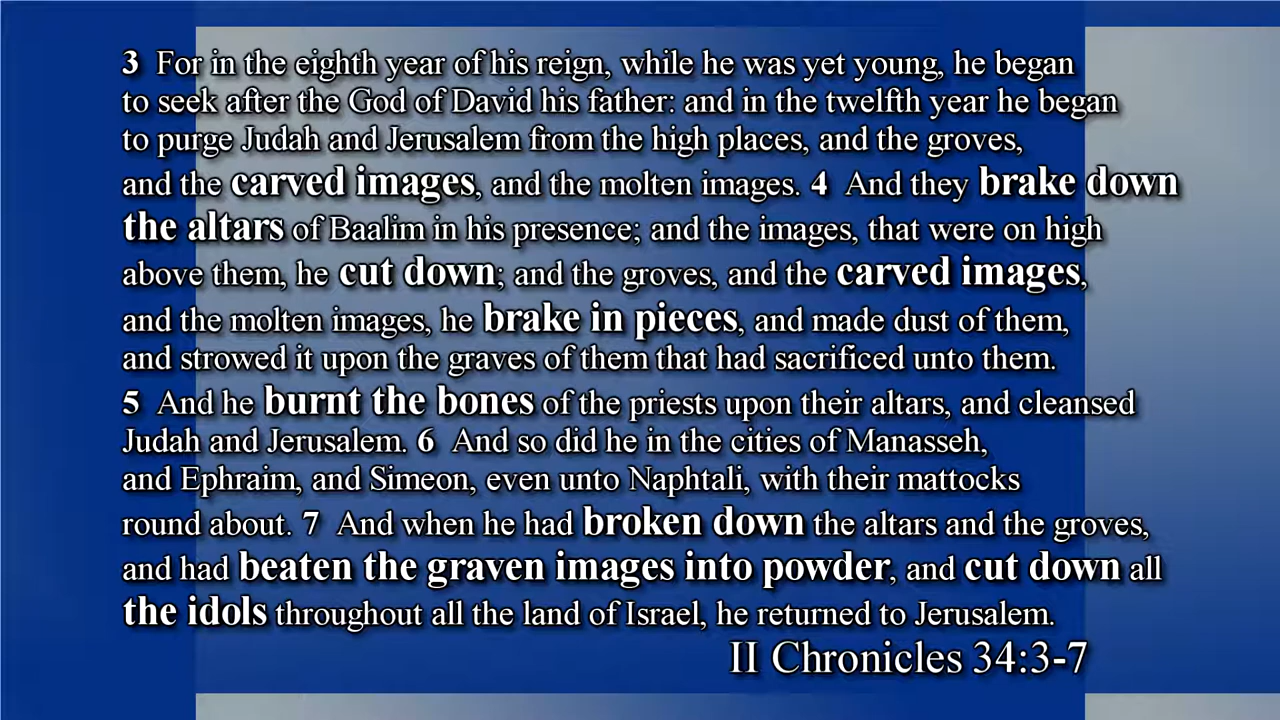 3 For in the eighth year of his reign, while he was yet young, he began
to seek after the God of David his father: and in the twelfth year he began
to purge Judah and Jerusalem from the high places, and the groves,
and the carved images, and the molten images. 4 And they brake down
the altars of Baalim in his presence; and the images, that were on high
above them, he cut down; and the groves, and the carved images,
and the molten images, he brake in pieces, and made dust of them,
and strowed it upon the graves of them that had sacrificed unto them.
5 And he burnt the bones of the priests upon their altars, and cleansed
Judah and Jerusalem. 6 And so did he in the cities of Manasseh,
and Ephraim, and Simeon, even unto Naphtali, with their mattocks
round about. 7 And when he had broken down the altars and the groves,
and had beaten the graven images into powder, and cut down all
the idols throughout all the land of Israel, he returned to Jerusalem.
II Chronicles 34:3-7